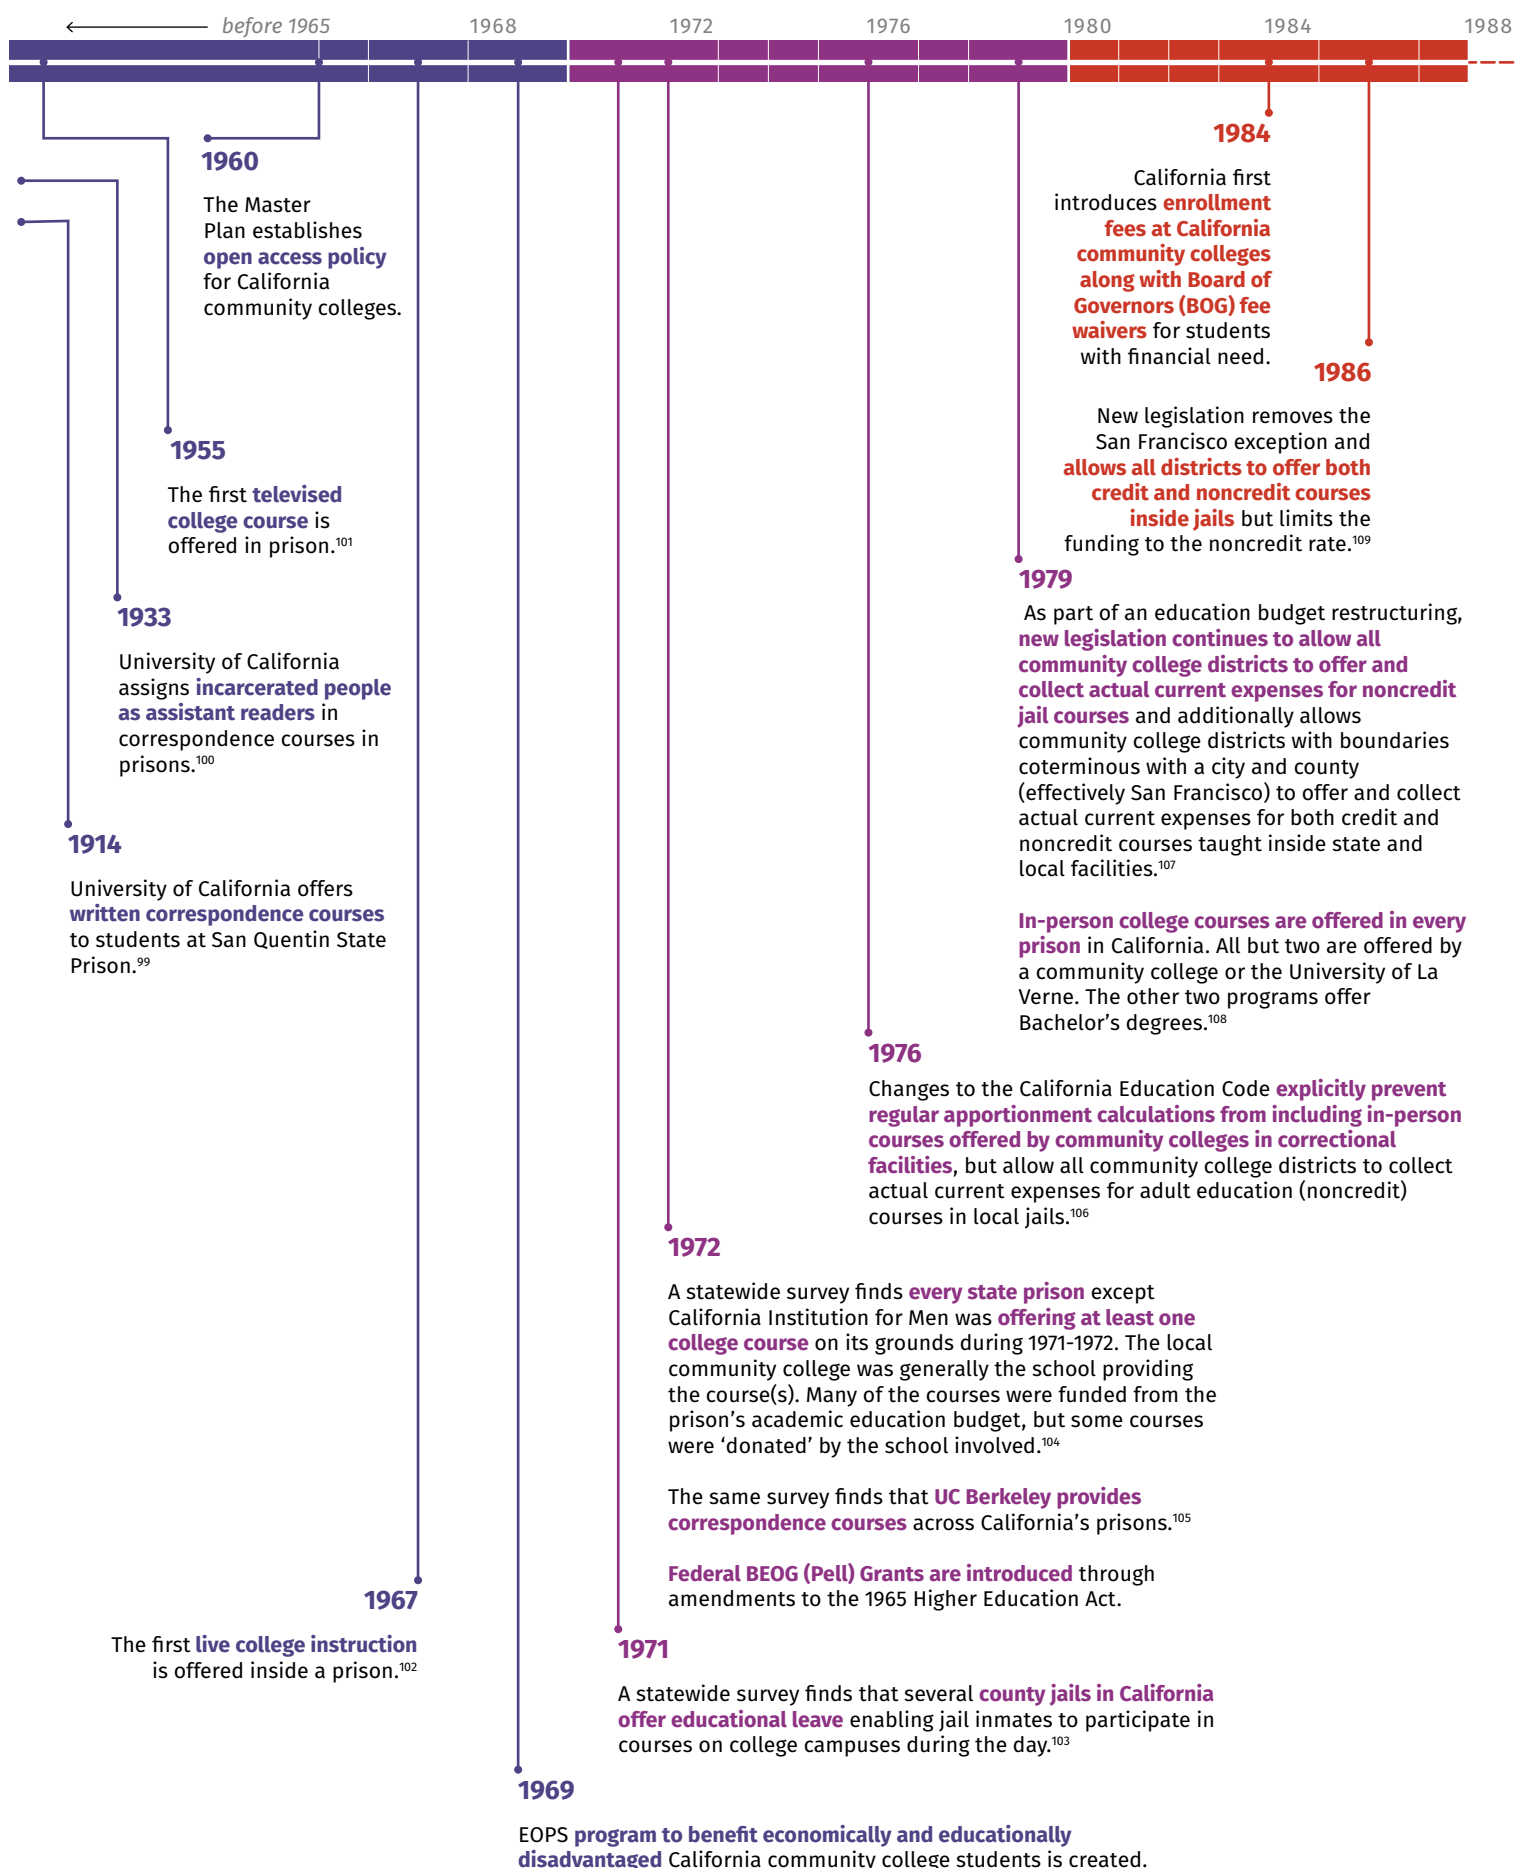 before 1965
1968
1972
1976
1980
1984
1988
1960
The Master
Plan establishes
open access policy
for California
community colleges.
1955
The first televised
college course is
offered in prison.101
1933
University of California
assigns incarcerated people
as assistant readers in
correspondence courses in
prisons.100
1914
University of California offers
written correspondence courses
to students at San Quentin State
Prison.99
1967
The first live college instruction
is offered inside a prison.102
1969
EOPS program to benefit economically and educationally
disadvantaged California community college students is created.
1971
A statewide survey finds that several county jails in California
offer educational leave enabling jail inmates to participate in
courses on college campuses during the day.103
1972
A statewide survey finds every state prison except
California Institution for Men was offering at least one
college course on its grounds during 1971-1972. The local
community college was generally the school providing
the course(s). Many of the courses were funded from the
prison’s academic education budget, but some courses
were ‘donated’ by the school involved.104
The same survey finds that UC Berkeley provides
correspondence courses across California’s prisons.105
Federal BEOG (Pell) Grants are introduced through
amendments to the 1965 Higher Education Act.
1976
Changes to the California Education Code explicitly prevent
regular apportionment calculations from including in-person
courses offered by community colleges in correctional
facilities, but allow all community college districts to collect
actual current expenses for adult education (noncredit)
courses in local jails.106
1979
As part of an education budget restructuring,
new legislation continues to allow all
community college districts to offer and
collect actual current expenses for noncredit
jail courses and additionally allows
community college districts with boundaries
coterminous with a city and county
(effectively San Francisco) to offer and collect
actual current expenses for both credit and
noncredit courses taught inside state and
local facilities.107
In-person college courses are offered in every
prison in California. All but two are offered by
a community college or the University of La
Verne. The other two programs offer
Bachelor’s degrees.108
1984
California first
introduces enrollment
fees at California
community colleges
along with Board of
Governors (BOG) fee
waivers for students
with financial need.
1986
New legislation removes the
San Francisco exception and
allows all districts to offer both
credit and noncredit courses
inside jails but limits the
funding to the noncredit rate.109